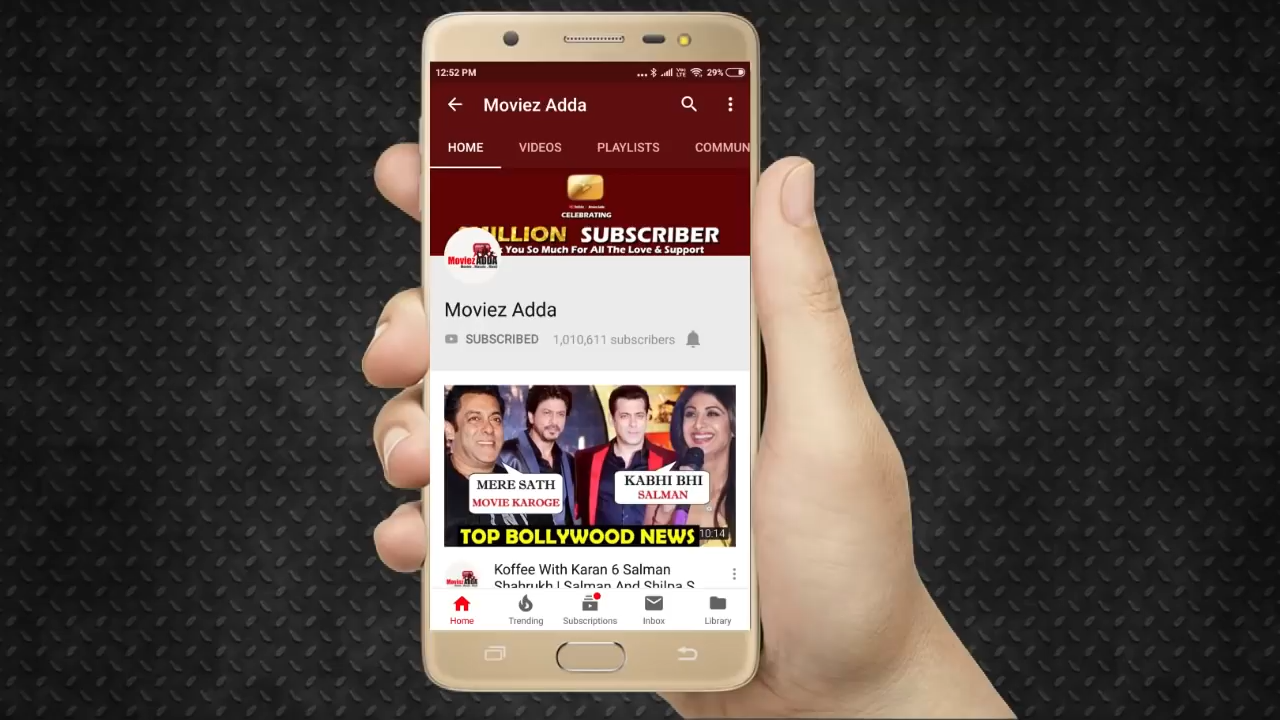 12:52 PM
29%
Moviez Adda
HOME VIDEOS PLAYLISTS COMMUN
CELEBRATING
ILLION SUBSCRIBER
k You So Much For All The Love & Support
Moviez ADDA
Moviez Adda
SUBSCRIBED 1,010,611 subscribers
MERE SATH
MOVIE KAROGE
KABHI BHI
SALMAN
TOP BOLLYWOOD NEWS
10:14
Koffee With Karan 6 Salman
Shahrukh | Salman And Shilpa S
Home Trending Subscriptions Inbox Library